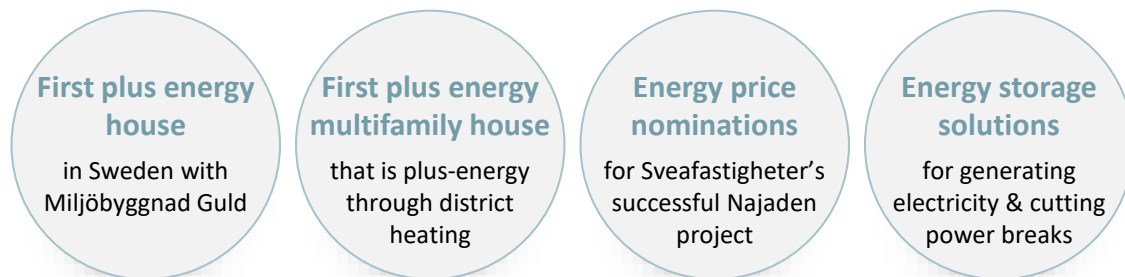 First plus energy
house
in Sweden with
Miljöbyggnad Guld
First plus energy
multifamily house
that is plus-energy
through district
heating
Energy price
nominations
for Sveafastigheter’s
successful Najaden
project
Energy storage
solutions
for generating
electricity & cutting
power breaks